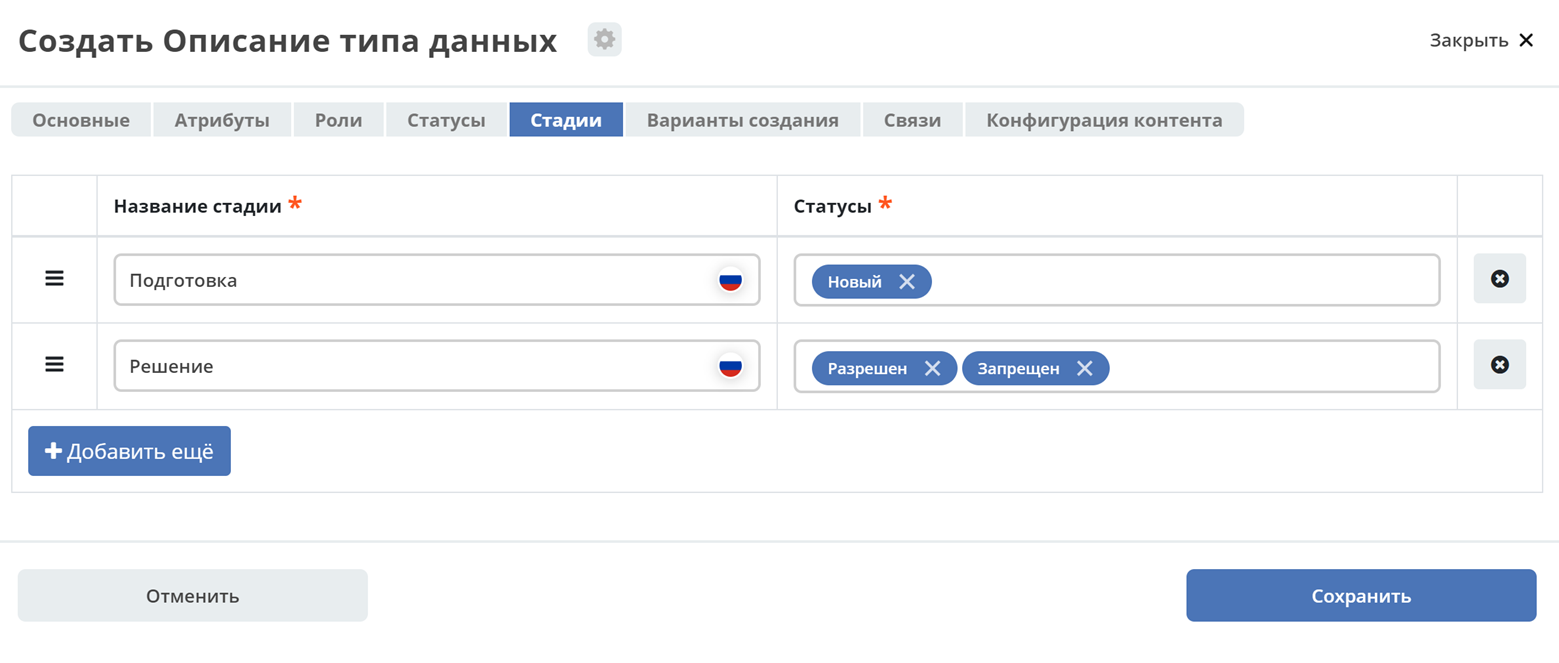 Создать Описание типа данных
Закрыть
Основные Атрибуты Роли Статусы Стадии Варианты создания Связи Конфигурация контента
Название стадии * Статусы *
Подготовка Новый
Решение Разрешен Запрещен
Добавить ещё
Отменить Сохранить